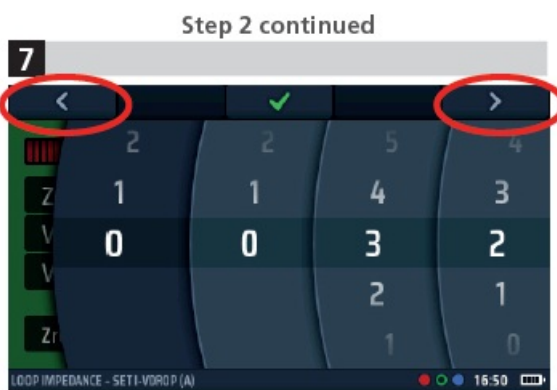 Step 2 continued
7
< >
2 2 5 4
Z 1 1 4 3
V 0 0 3 2
V 2 1
Zr 1 0
LOOP IMPEDANCE - SET I-VDROP (A) 16:50